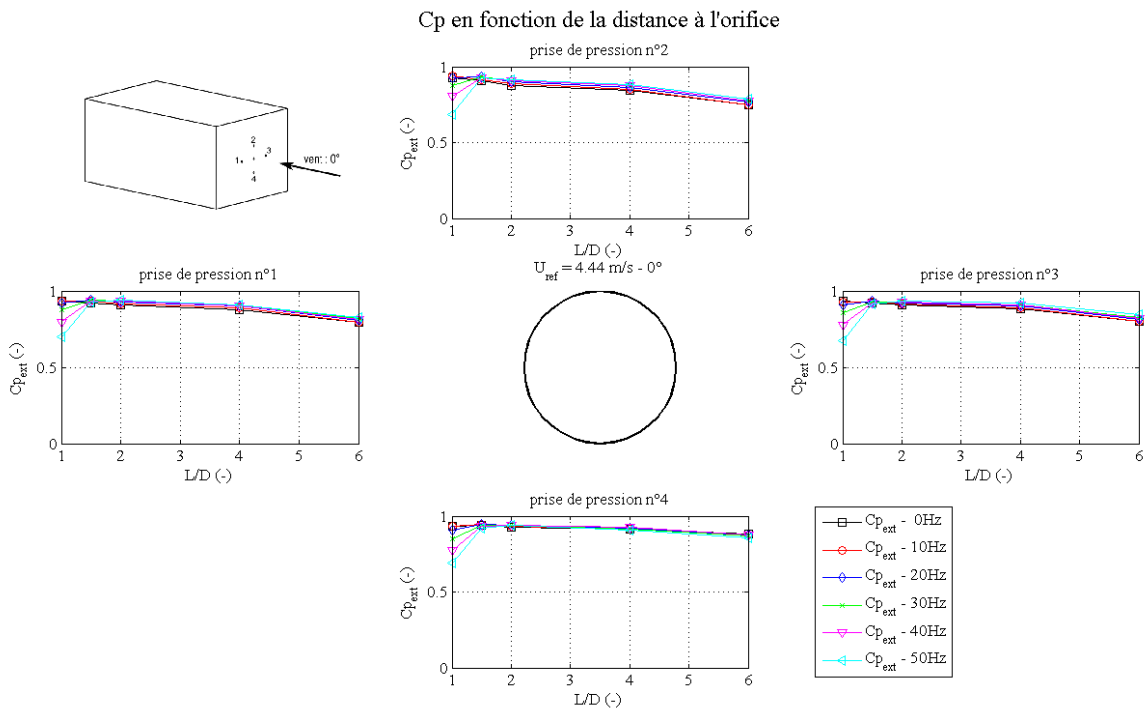 Cp en fonction de la distance à l'orifice
prise de pression n°2
1
0.5
0
Cp_ext (-)
1 2 3 4 5 6
L/D (-)
2
1 3
4
vent : 0°
U_ref = 4.44 m/s - 0°
prise de pression n°1
1
0.5
0
Cp_ext (-)
1 2 3 4 5 6
L/D (-)
prise de pression n°3
1
0.5
0
Cp_ext (-)
1 2 3 4 5 6
L/D (-)
prise de pression n°4
1
0.5
0
Cp_ext (-)
1 2 3 4 5 6
L/D (-)
Cp_ext - 0Hz
Cp_ext - 10Hz
Cp_ext - 20Hz
Cp_ext - 30Hz
Cp_ext - 40Hz
Cp_ext - 50Hz